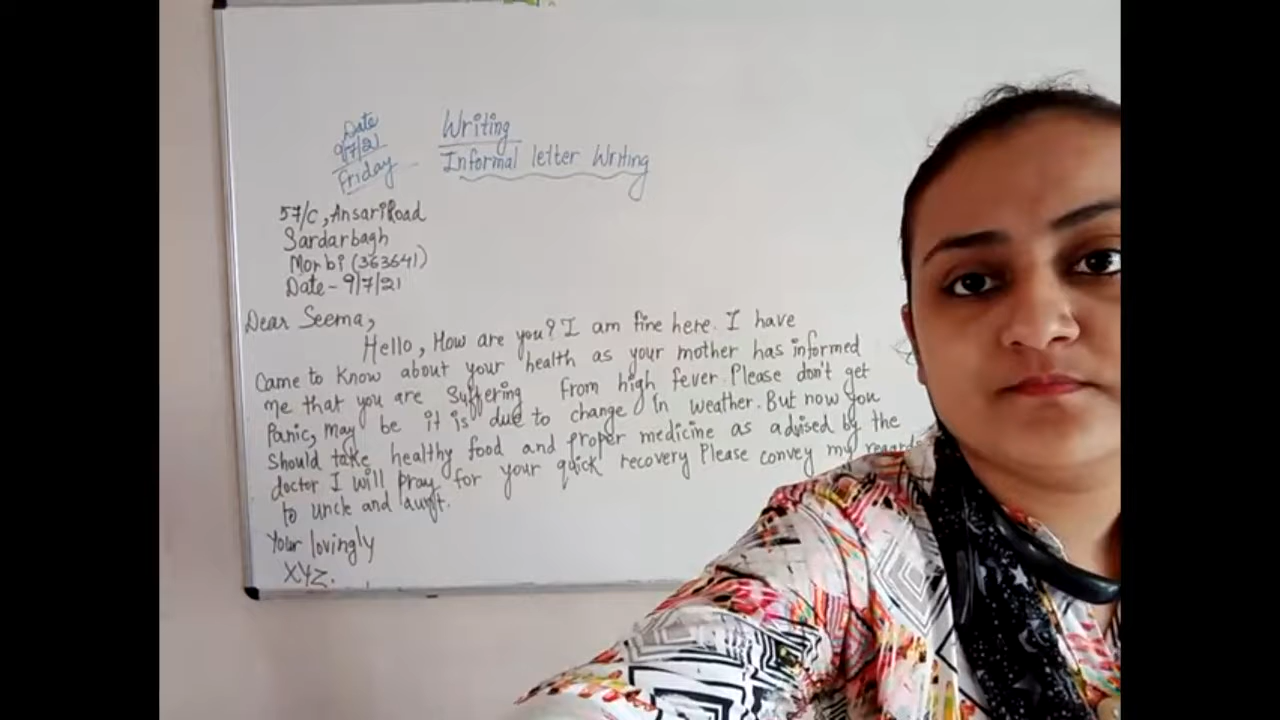 Date
9/7/21
Friday
Writing
Informal letter Writing
57/C, Ansari Road
Sardarbagh
Morbi (363641)
Date - 9/7/21
Dear Seema,
Hello, How are you? I am fine here. I have
Came to know about your health as your mother has informed
me that you are Suffering from high fever. Please don't get
Panic, may be it is due to change in weather. But now you
should take healthy food and proper medicine as advised by the
doctor I will pray for your quick recovery Please convey my regard
to uncle and aunt.
Your lovingly
XYZ.